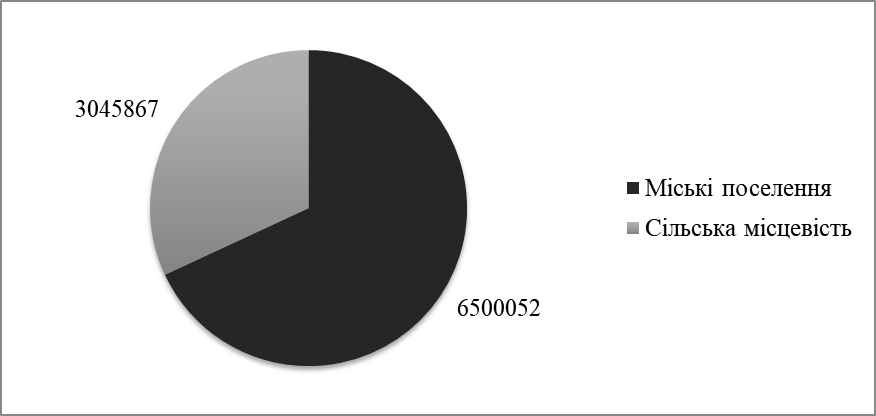 3045867
Міські поселення
Сільська місцевість
6500052